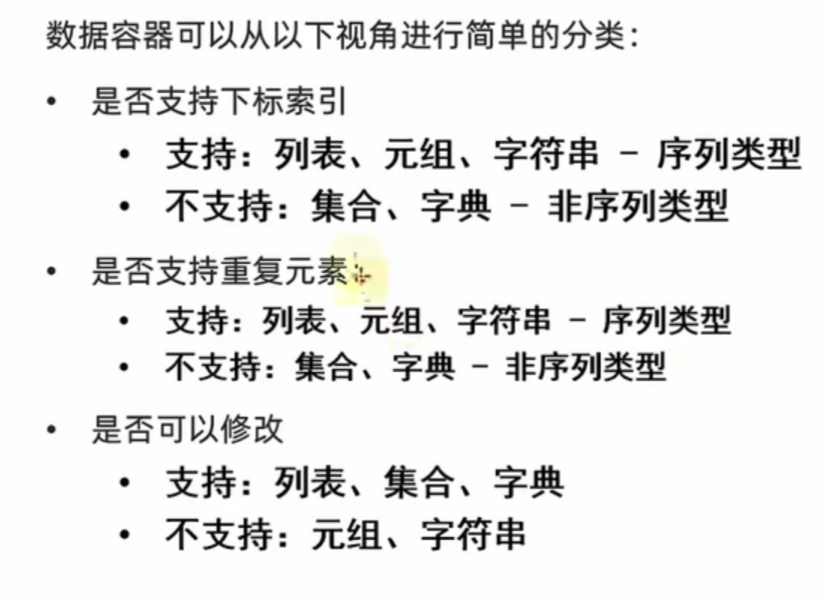 数据容器可以从以下视角进行简单的分类：
• 是否支持下标索引
• 支持：列表、元组、字符串 - 序列类型
• 不支持：集合、字典 - 非序列类型
• 是否支持重复元素：
• 支持：列表、元组、字符串 - 序列类型
• 不支持：集合、字典 - 非序列类型
• 是否可以修改
• 支持：列表、集合、字典
• 不支持：元组、字符串